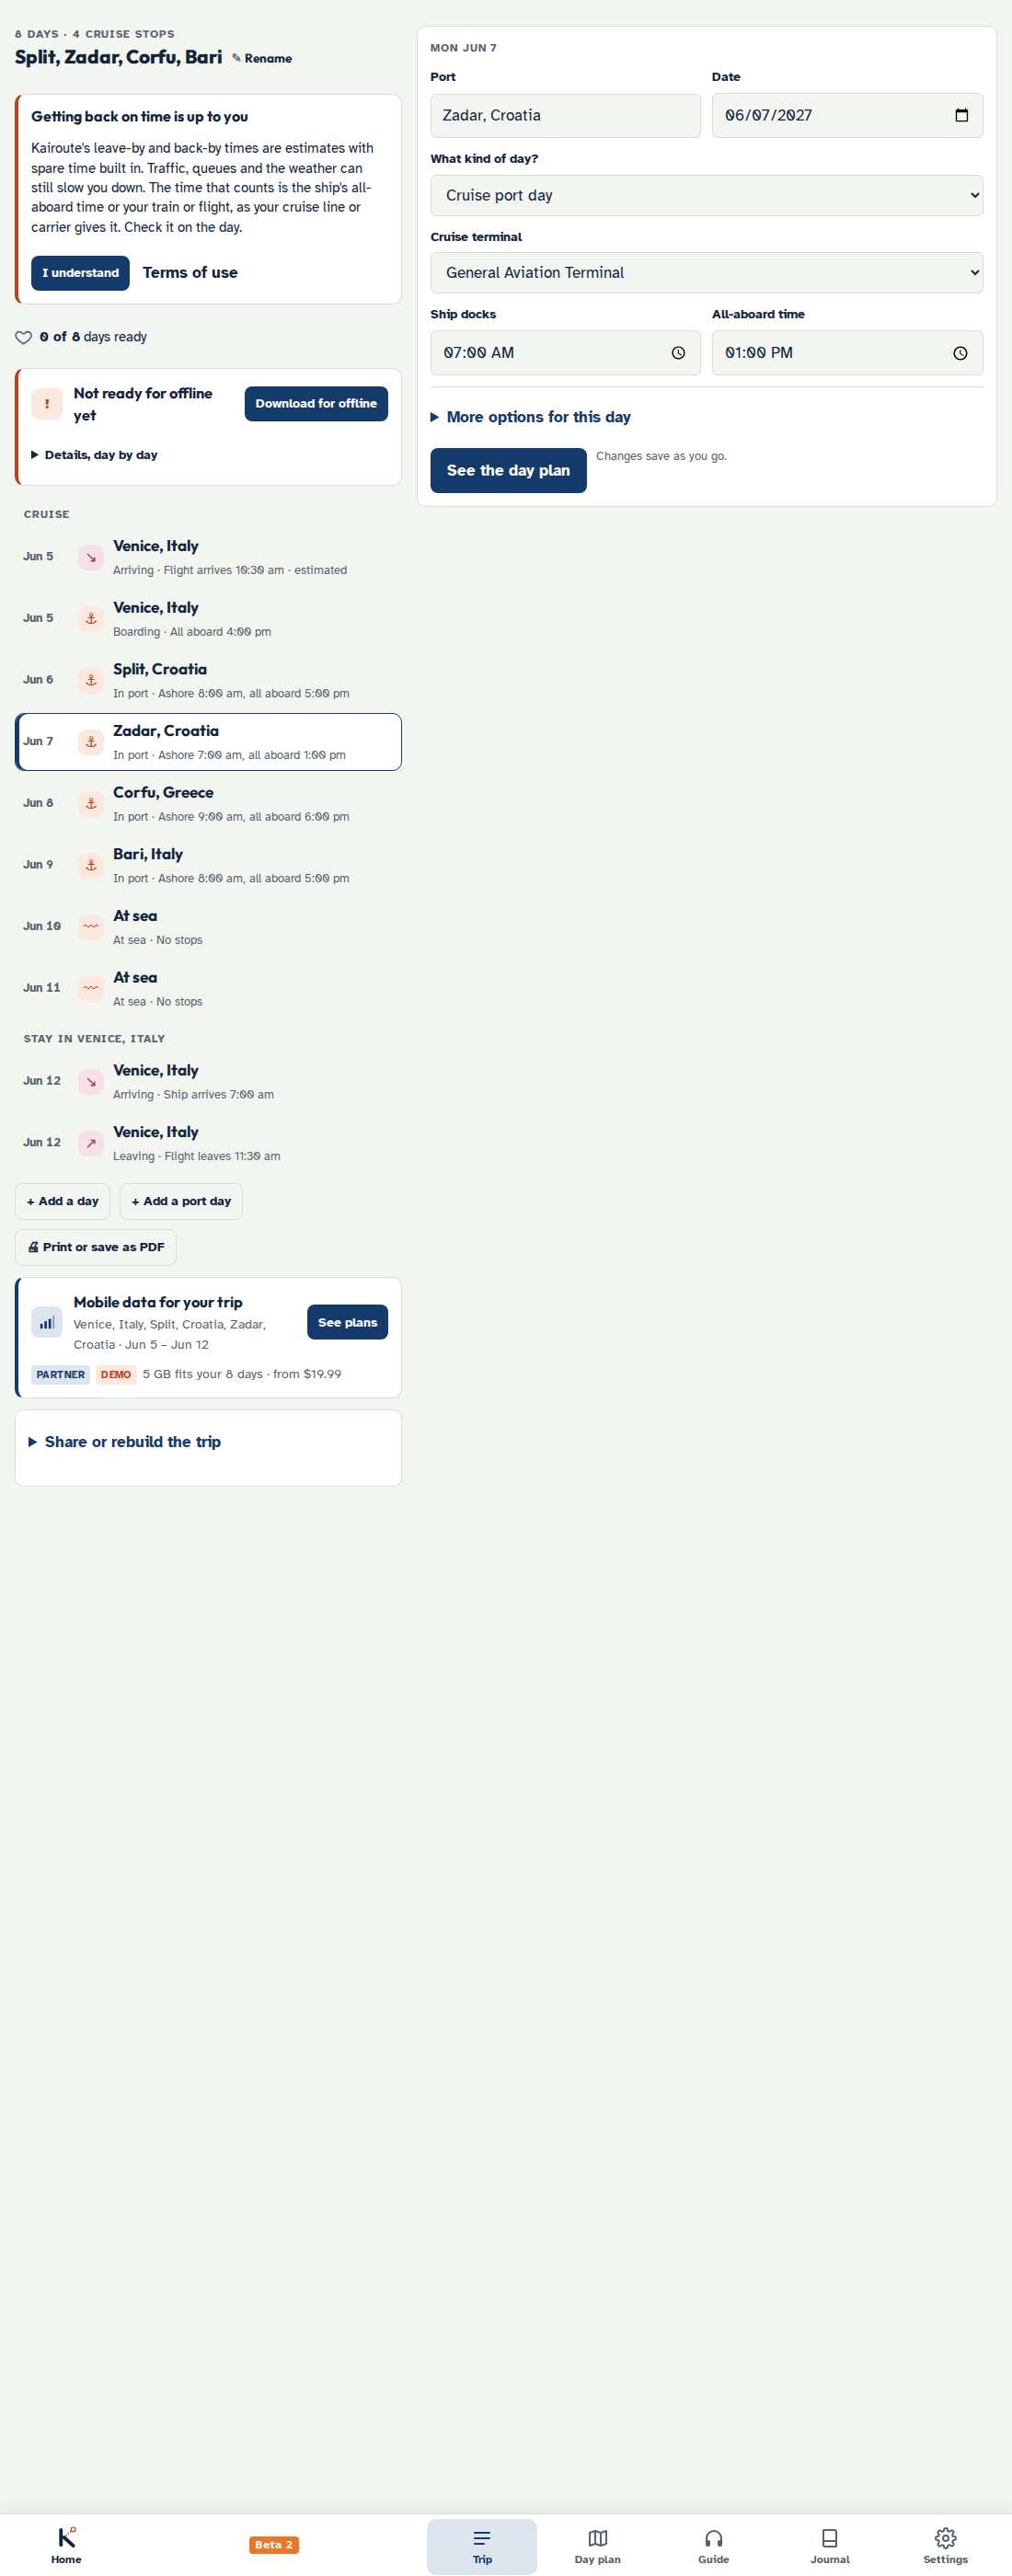 8 DAYS · 4 CRUISE STOPS
Split, Zadar, Corfu, Bari ✎ Rename
Getting back on time is up to you
Kairoute's leave-by and back-by times are estimates with
spare time built in. Traffic, queues and the weather can
still slow you down. The time that counts is the ship's all-
aboard time or your train or flight, as your cruise line or
carrier gives it. Check it on the day.
I understand
Terms of use
0 of 8 days ready
!
Not ready for offline
yet
Download for offline
▶ Details, day by day
CRUISE
Jun 5
Venice, Italy
Arriving · Flight arrives 10:30 am · estimated
Jun 5
Venice, Italy
Boarding · All aboard 4:00 pm
Jun 6
Split, Croatia
In port · Ashore 8:00 am, all aboard 5:00 pm
Jun 7
Zadar, Croatia
In port · Ashore 7:00 am, all aboard 1:00 pm
Jun 8
Corfu, Greece
In port · Ashore 9:00 am, all aboard 6:00 pm
Jun 9
Bari, Italy
In port · Ashore 8:00 am, all aboard 5:00 pm
Jun 10
At sea
At sea · No stops
Jun 11
At sea
At sea · No stops
STAY IN VENICE, ITALY
Jun 12
Venice, Italy
Arriving · Ship arrives 7:00 am
Jun 12
Venice, Italy
Leaving · Flight leaves 11:30 am
+ Add a day
+ Add a port day
Print or save as PDF
Mobile data for your trip
Venice, Italy, Split, Croatia, Zadar,
Croatia · Jun 5 – Jun 12
See plans
PARTNER DEMO 5 GB fits your 8 days · from $19.99
▶ Share or rebuild the trip
MON JUN 7
Port
Zadar, Croatia
Date
06/07/2027
What kind of day?
Cruise port day
Cruise terminal
General Aviation Terminal
Ship docks
07:00 AM
All-aboard time
01:00 PM
▶ More options for this day
See the day plan
Changes save as you go.
Home
Beta 2
Trip
Day plan
Guide
Journal
Settings